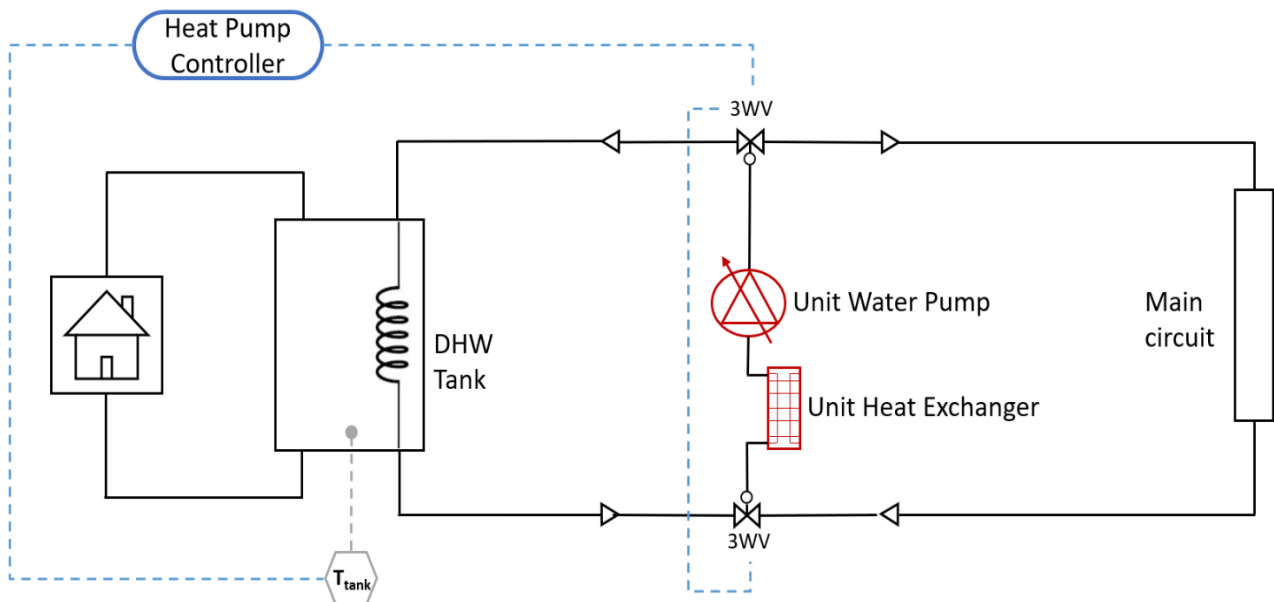 Heat Pump
Controller
3WV
Unit Water Pump
Main
circuit
DHW
Tank
Unit Heat Exchanger
3WV
Ttank